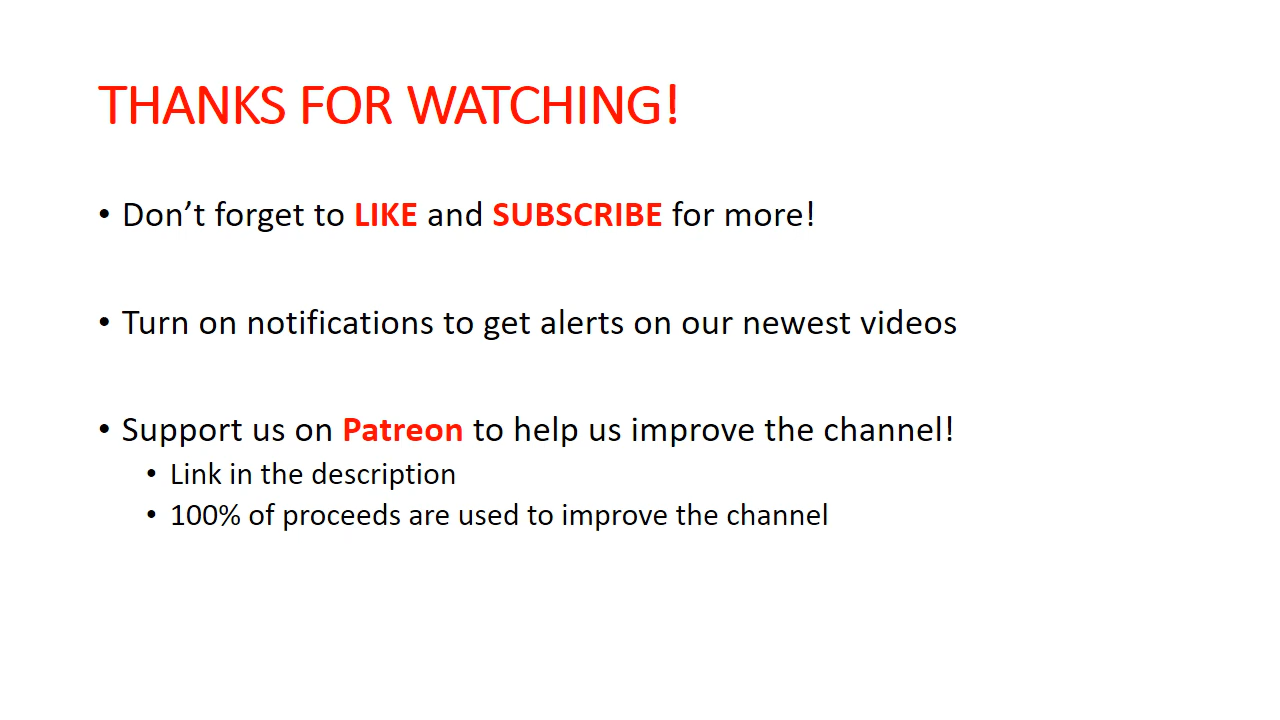 THANKS FOR WATCHING!
• Don’t forget to LIKE and SUBSCRIBE for more!
• Turn on notifications to get alerts on our newest videos
• Support us on Patreon to help us improve the channel!
• Link in the description
• 100% of proceeds are used to improve the channel